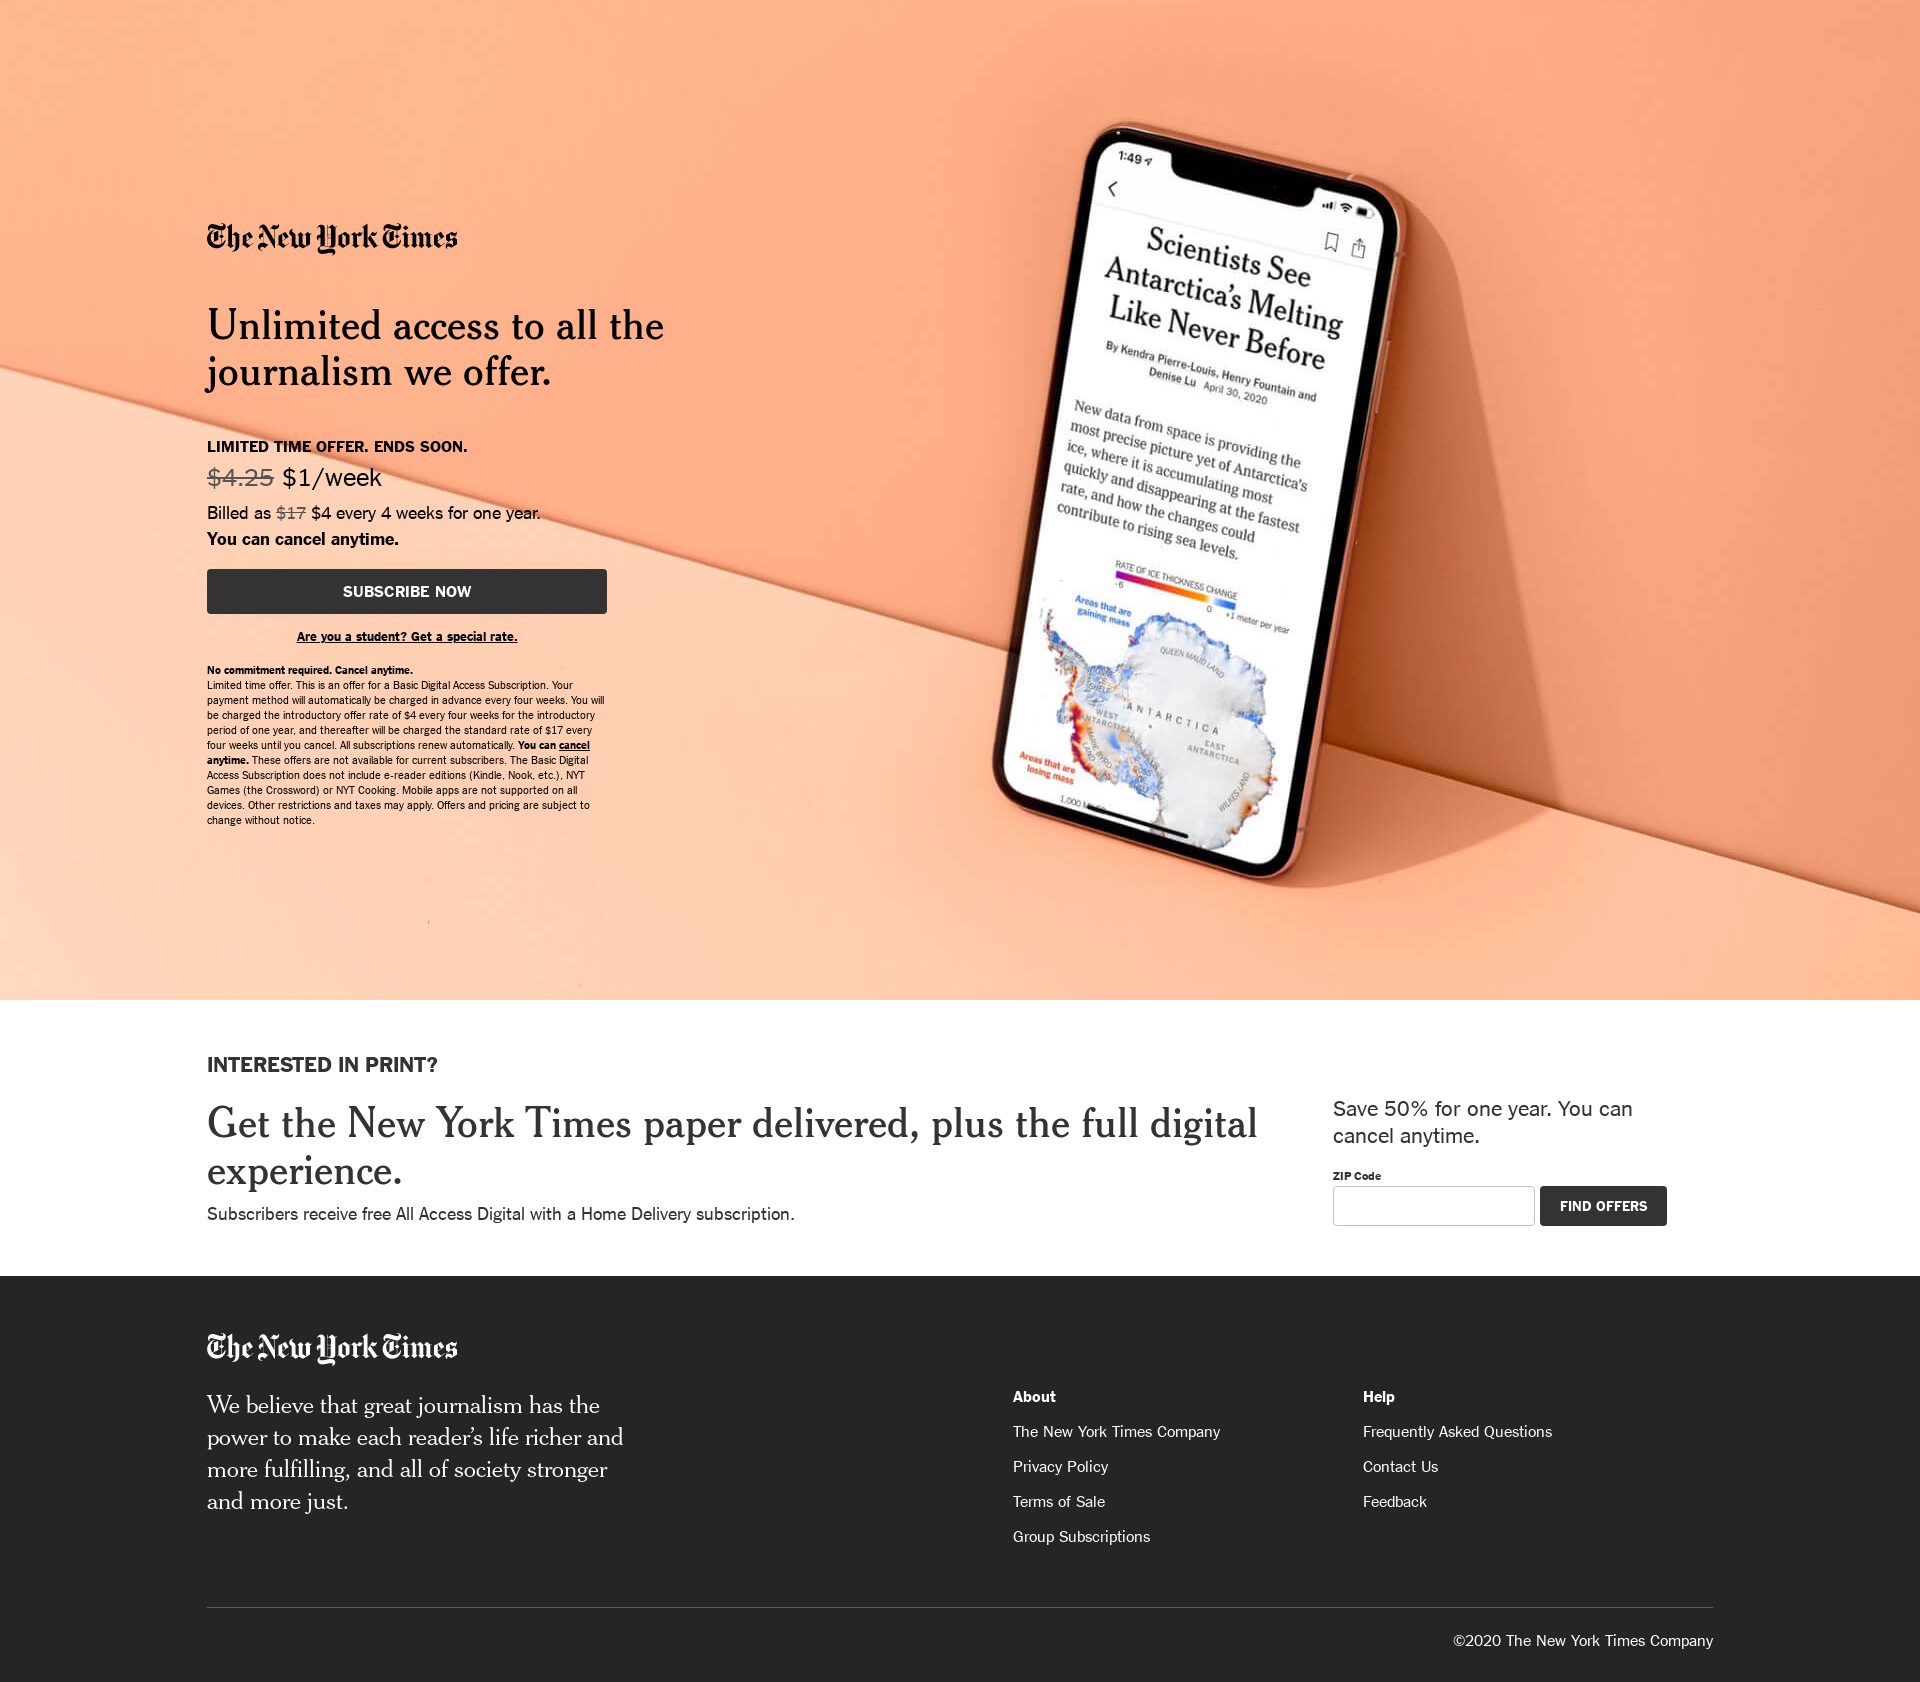 The New York Times
Unlimited access to all the
journalism we offer.
LIMITED TIME OFFER. ENDS SOON.
$4.25 $1/week
Billed as $17 $4 every 4 weeks for one year.
You can cancel anytime.
SUBSCRIBE NOW
Are you a student? Get a special rate.
No commitment required. Cancel anytime.
Limited time offer. This is an offer for a Basic Digital Access Subscription. Your
payment method will automatically be charged in advance every four weeks. You will
be charged the introductory offer rate of $4 every four weeks for the introductory
period of one year, and thereafter will be charged the standard rate of $17 every
four weeks until you cancel. All subscriptions renew automatically. You can cancel
anytime. These offers are not available for current subscribers. The Basic Digital
Access Subscription does not include e-reader editions (Kindle, Nook, etc.), NYT
Games (the Crossword) or NYT Cooking. Mobile apps are not supported on all
devices. Other restrictions and taxes may apply. Offers and pricing are subject to
change without notice.
1:49
Scientists See
Antarctica's Melting
Like Never Before
By Kendra Pierre-Louis, Henry Fountain and
Denise Lu April 30, 2020
New data from space is providing the
most precise picture yet of Antarctica's
ice, where it is accumulating most
quickly and disappearing at the fastest
rate, and how the changes could
contribute to rising sea levels.
RATE OF ICE THICKNESS CHANGE
-6 0 +1 meter per year
Areas that are
gaining mass
QUEEN MAUD LAND
ANTARCTICA
WEST
ANTARCTICA
EAST
ANTARCTICA
MARIE BYRD
LAND
WILKES LAND
Areas that are
losing mass
1,000
INTERESTED IN PRINT?
Get the New York Times paper delivered, plus the full digital
experience.
Subscribers receive free All Access Digital with a Home Delivery subscription.
Save 50% for one year. You can
cancel anytime.
ZIP Code
FIND OFFERS
The New York Times
We believe that great journalism has the
power to make each reader's life richer and
more fulfilling, and all of society stronger
and more just.
About
The New York Times Company
Privacy Policy
Terms of Sale
Group Subscriptions
Help
Frequently Asked Questions
Contact Us
Feedback
©2020 The New York Times Company